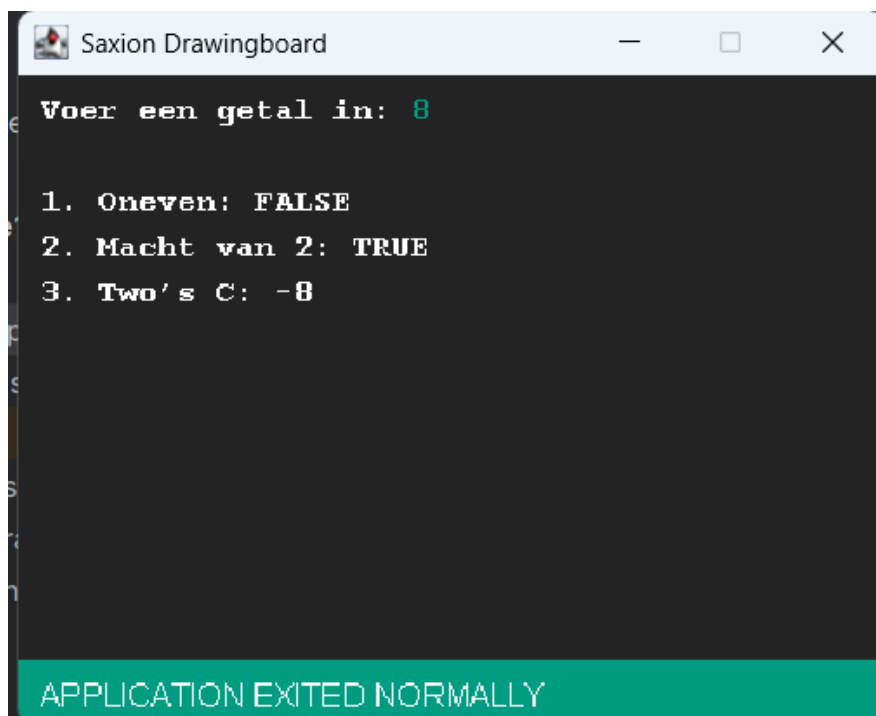 Saxion Drawingboard
Voer een getal in: 8
1. Oneven: FALSE
2. Macht van 2: TRUE
3. Two's C: -8
APPLICATION EXITED NORMALLY